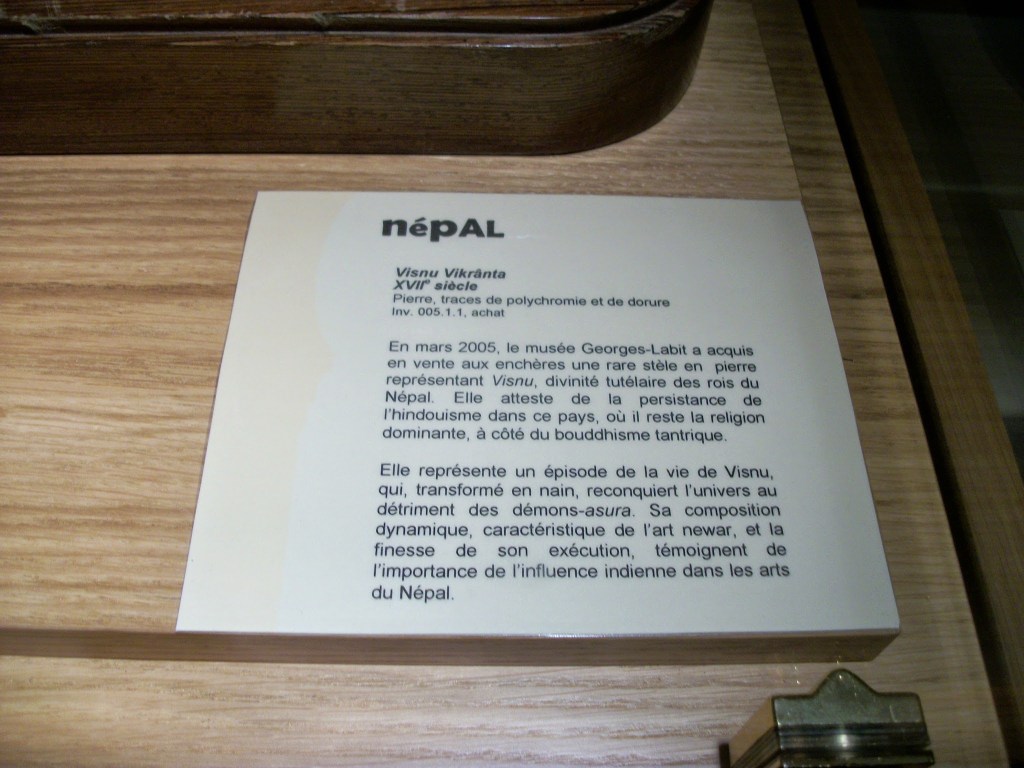 népAL
Visnu Vikrânta
XVIIe siècle
Pierre, traces de polychromie et de dorure
Inv. 005.1.1, achat
En mars 2005, le musée Georges-Labit a acquis
en vente aux enchères une rare stèle en pierre
représentant Visnu, divinité tutélaire des rois du
Népal. Elle atteste de la persistance de
l'hindouisme dans ce pays, où il reste la religion
dominante, à côté du bouddhisme tantrique.
Elle représente un épisode de la vie de Visnu,
qui, transformé en nain, reconquiert l'univers au
détriment des démons-asura. Sa composition
dynamique, caractéristique de l'art newar, et la
finesse de son exécution, témoignent de
l'importance de l'influence indienne dans les arts
du Népal.